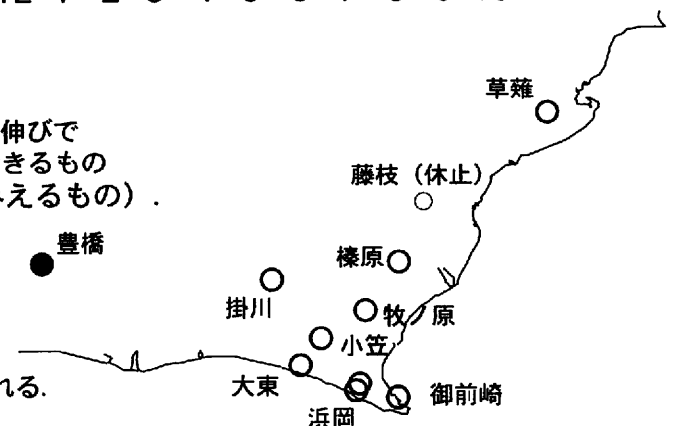 草薙
伸びで
きるもの
えるもの）．
藤枝（休止）
豊橋
榛原
掛川
牧ノ原
小笠
大東
れる.
御前崎
浜岡